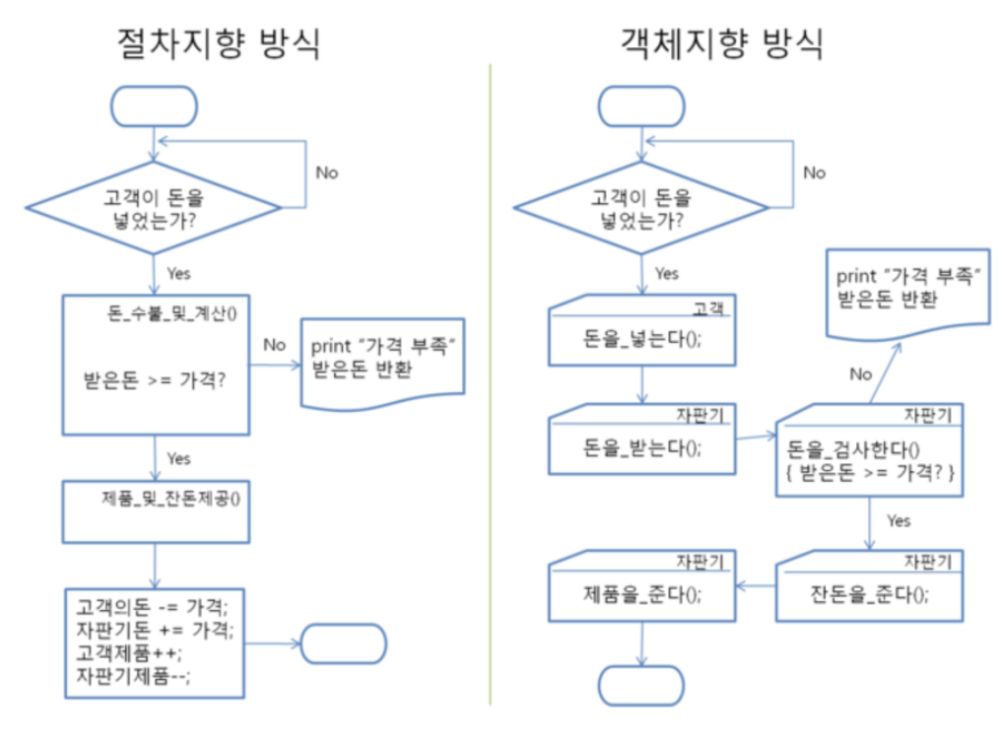 절차지향 방식
고객이 돈을
넣었는가?
No
Yes
돈_수불_및_계산()
받은돈 >= 가격?
No
print "가격 부족"
받은돈 반환
Yes
제품_및_잔돈제공()
고객의돈 -= 가격;
자판기돈 += 가격;
고객제품++;
자판기제품--;
객체지향 방식
고객이 돈을
넣었는가?
No
Yes
고객
돈을_넣는다();
자판기
돈을_받는다();
자판기
돈을_검사한다()
{ 받은돈 >= 가격? }
No
print "가격 부족"
받은돈 반환
Yes
자판기
잔돈을_준다();
자판기
제품을_준다();